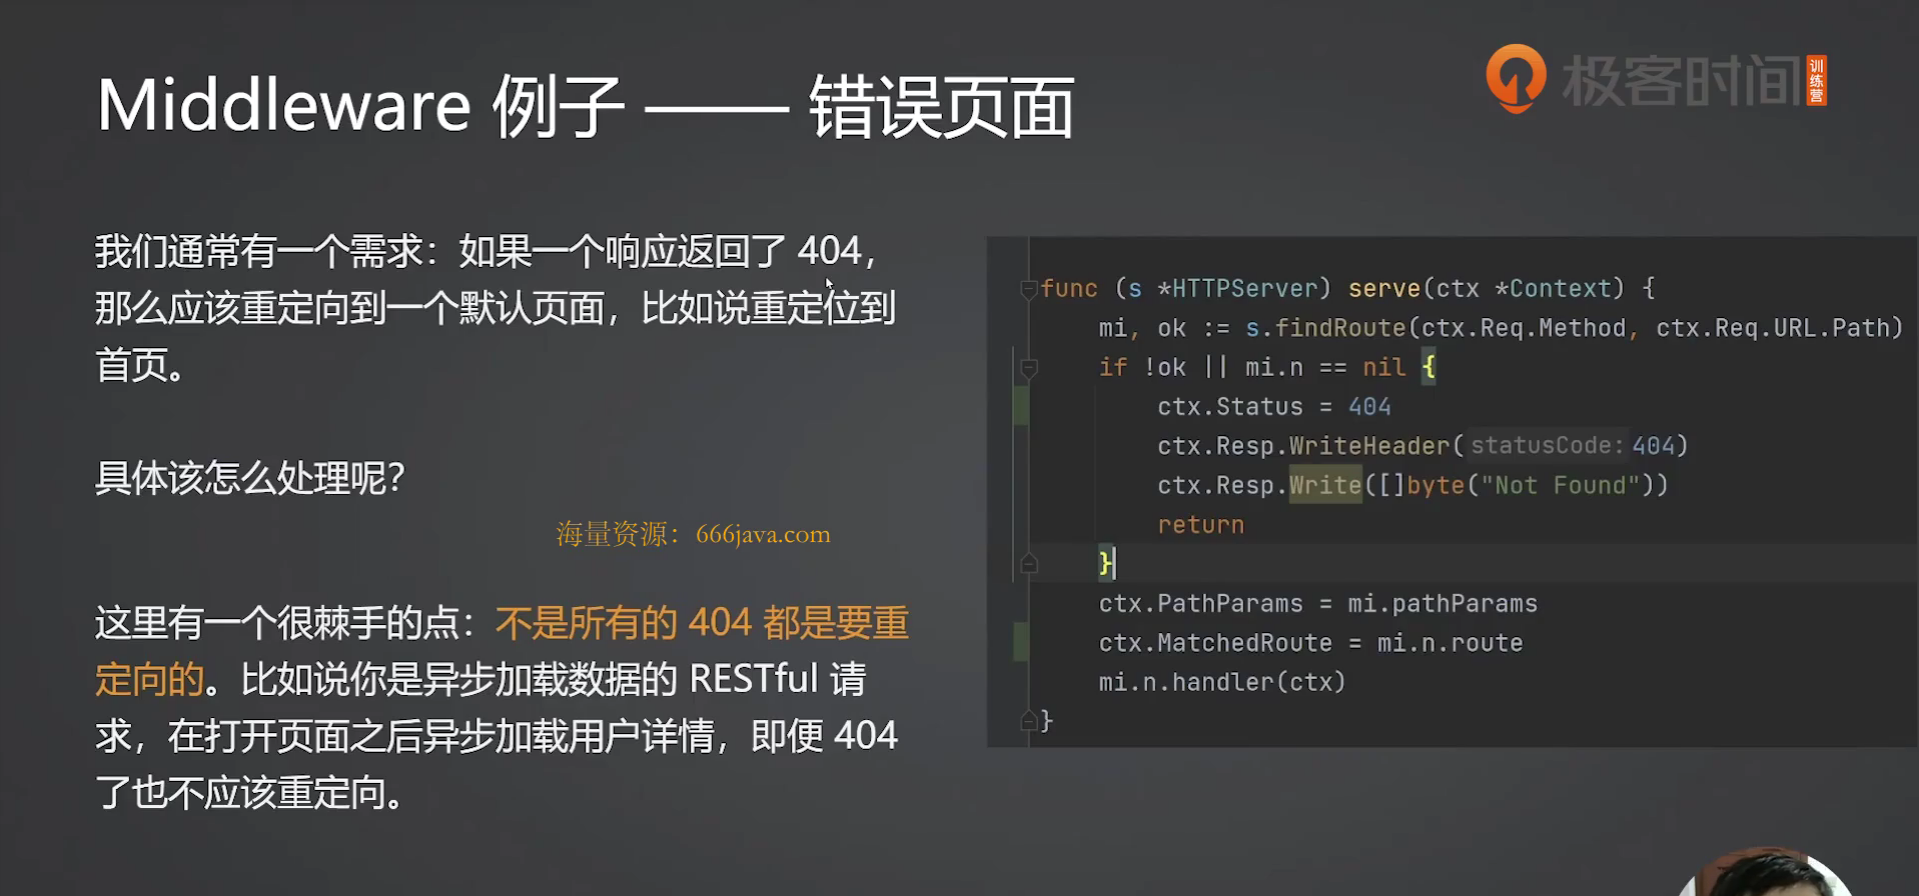 Middleware 例子 —— 错误页面
极客时间
训练营
我们通常有一个需求：如果一个响应返回了 404，
那么应该重定向到一个默认页面，比如说重定位到
首页。
具体该怎么处理呢？
海量资源：666java.com
这里有一个很棘手的点：不是所有的 404 都是要重
定向的。比如说你是异步加载数据的 RESTful 请
求，在打开页面之后异步加载用户详情，即便 404
了也不应该重定向。
func (s *HTTPServer) serve(ctx *Context) {
mi, ok := s.findRoute(ctx.Req.Method, ctx.Req.URL.Path)
if !ok || mi.n == nil {
ctx.Status = 404
ctx.Resp.WriteHeader( statusCode: 404)
ctx.Resp.Write([]byte("Not Found"))
return
}
ctx.PathParams = mi.pathParams
ctx.MatchedRoute = mi.n.route
mi.n.handler(ctx)
}